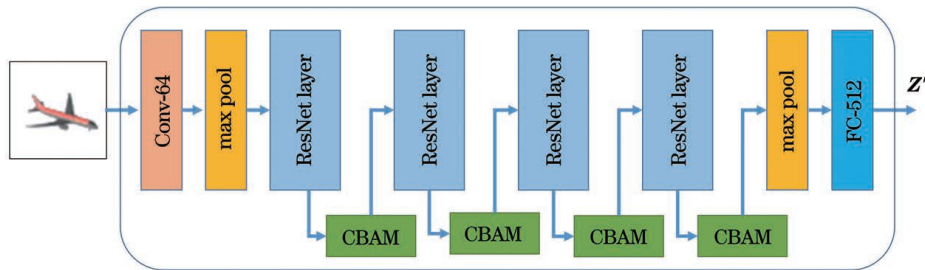 Conv-64
max pool
ResNet layer
CBAM
ResNet layer
CBAM
ResNet layer
CBAM
ResNet layer
CBAM
max pool
FC-512
Z'